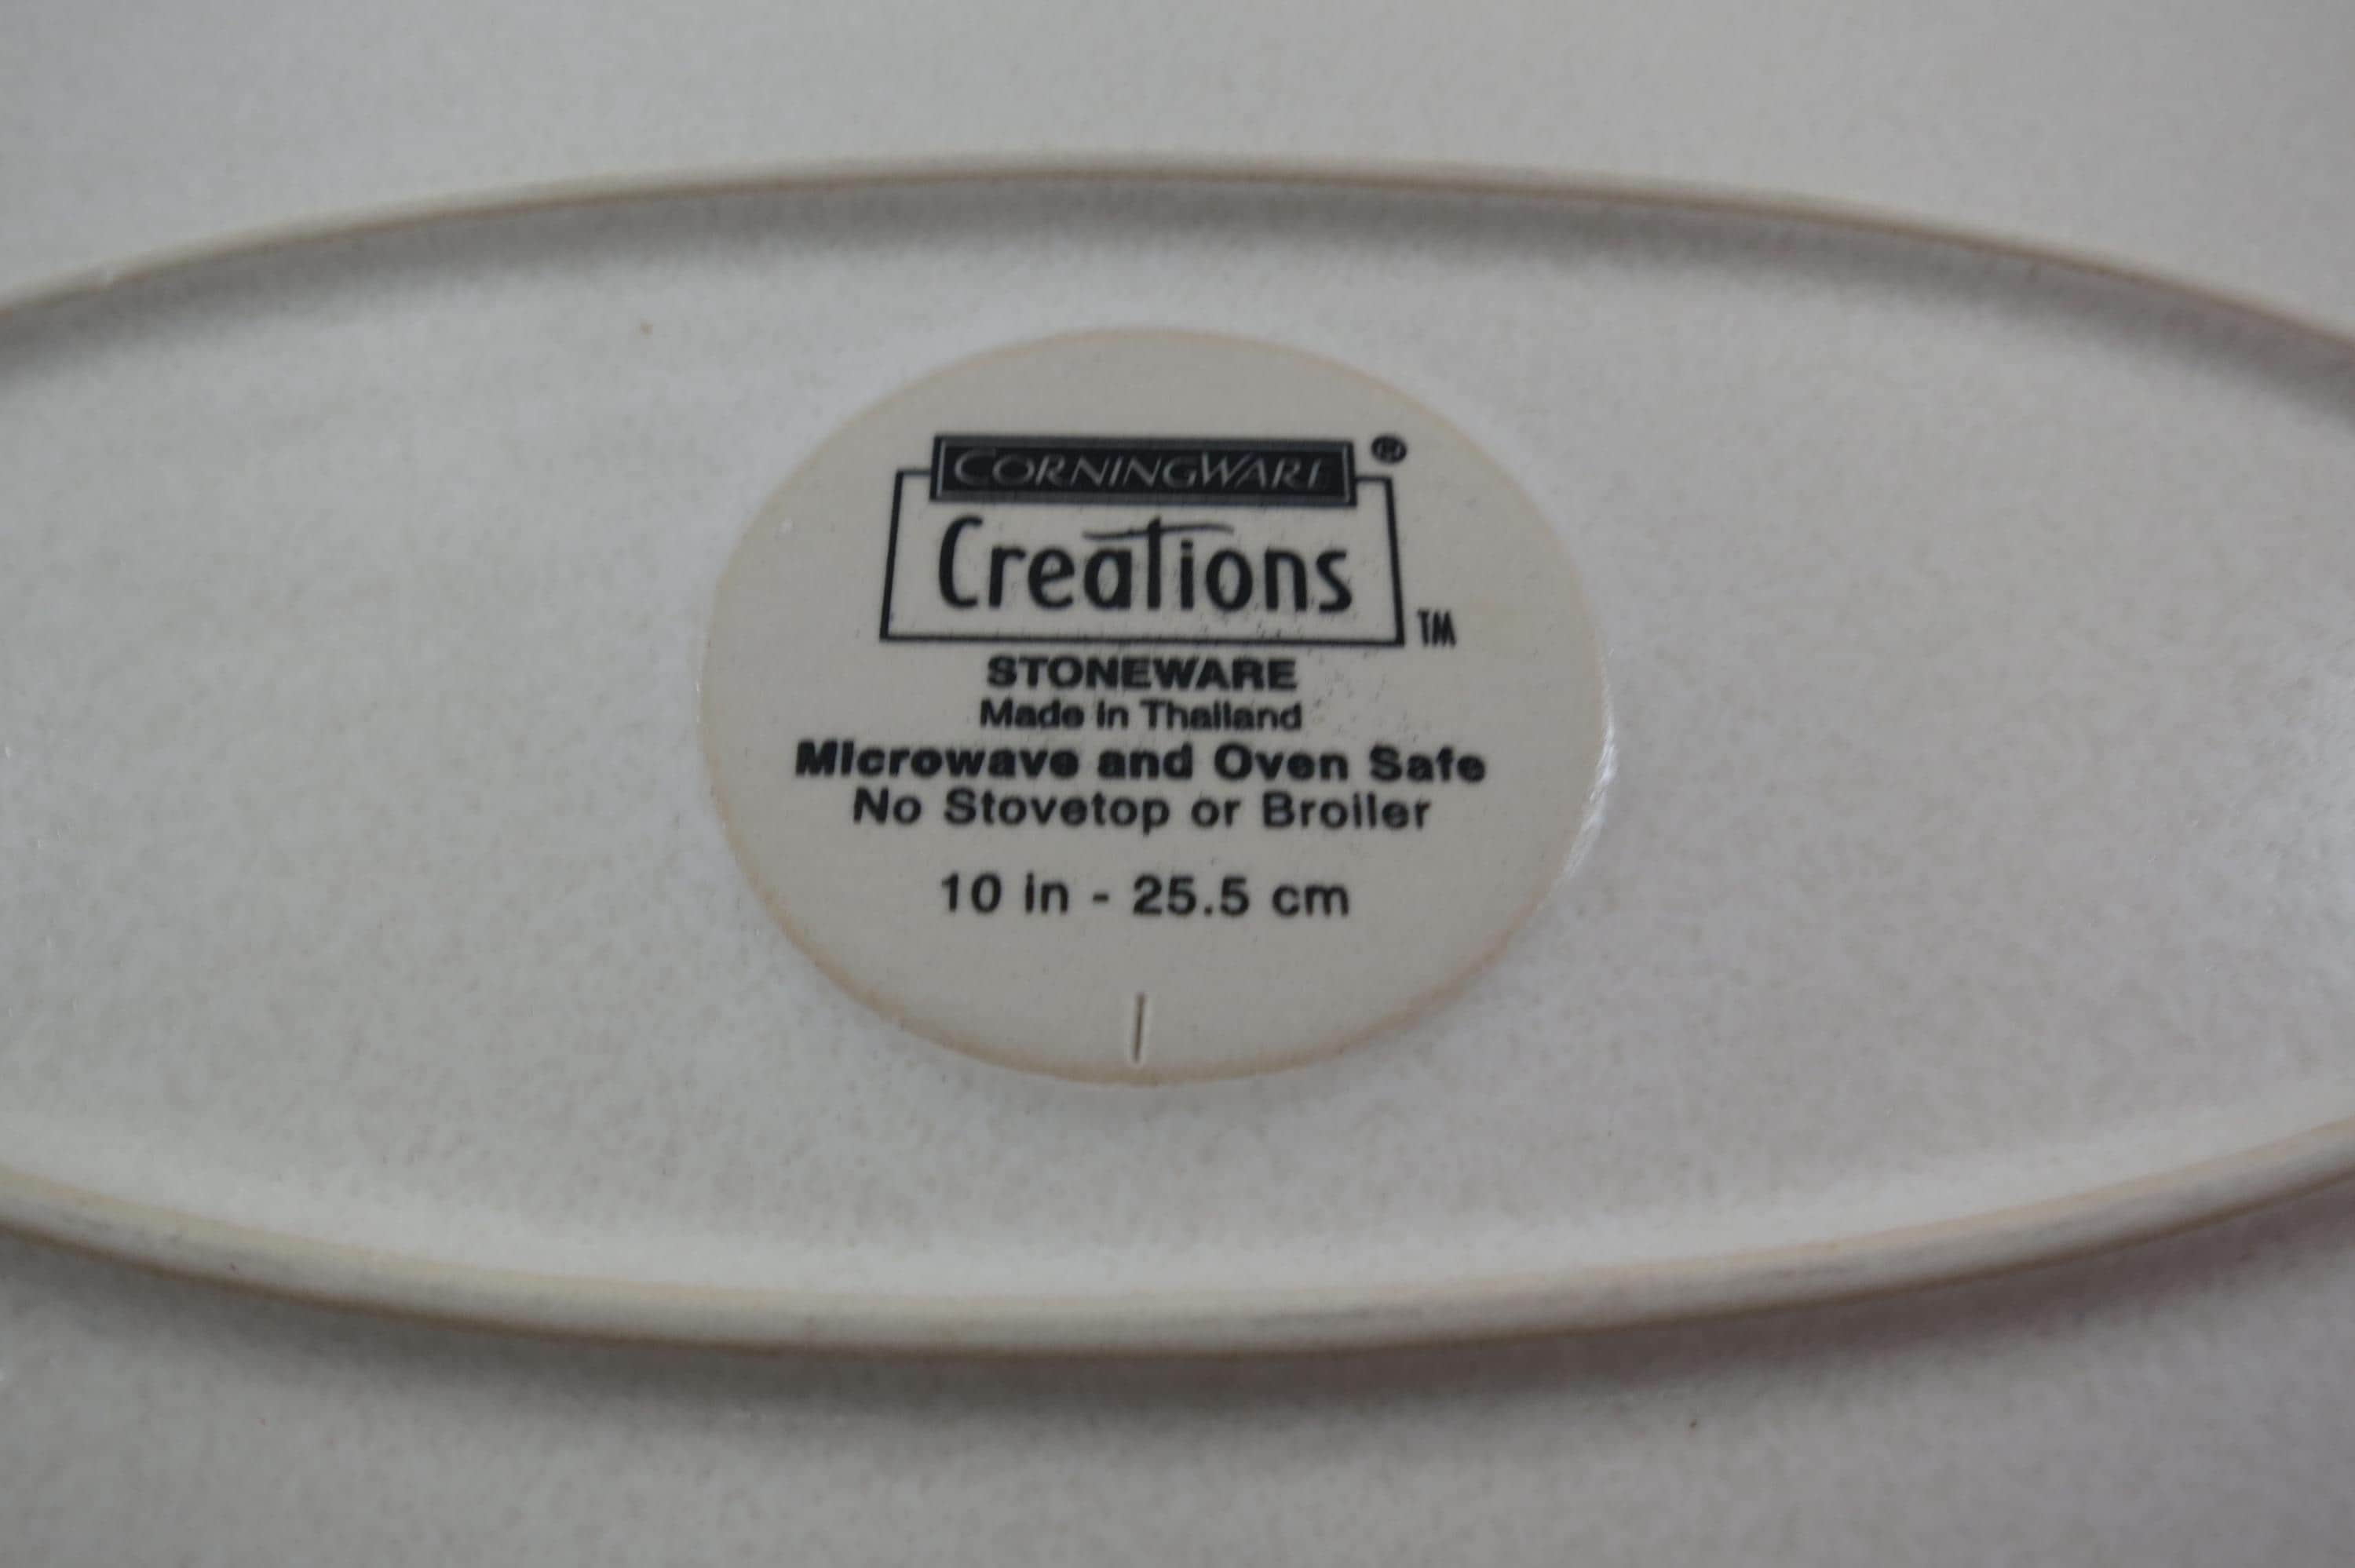 CORNINGWARE ®
Creations ™
STONEWARE
Made in Thailand
Microwave and Oven Safe
No Stovetop or Broiler
10 in - 25.5 cm